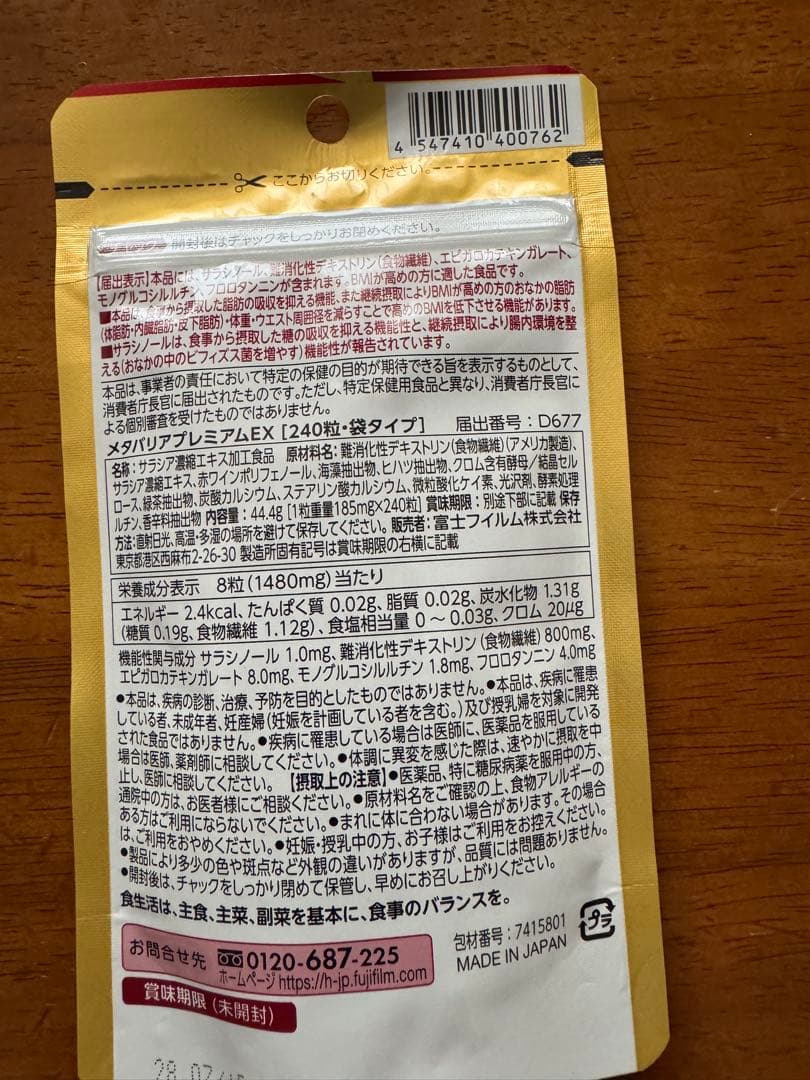 4 547410 400762
ここからお切りください。
開封後はチャックをしっかりお閉めください。
【届出表示】本品には、サラシノール、難消化性デキストリン(食物繊維)、エピガロカテキンガレート、
モノグルコシルルチン、フロロタンニンが含まれます。BMIが高めの方に適した食品です。
■本品は、食事から摂取した脂肪の吸収を抑える機能、また継続摂取によりBMIが高めの方のおなかの脂肪
(体脂肪・内臓脂肪・皮下脂肪)・体重・ウエスト周囲径を減らすことで高めのBMIを低下させる機能があります。
■サラシノールは、食事から摂取した糖の吸収を抑える機能性と、継続摂取により腸内環境を整
える(おなかの中のビフィズス菌を増やす)機能性が報告されています。
本品は、事業者の責任において特定の保健の目的が期待できる旨を表示するものとして、
消費者庁長官に届出されたものです。ただし、特定保健用食品と異なり、消費者庁長官に
よる個別審査を受けたものではありません。
メタバリアプレミアムEX [240粒・袋タイプ] 届出番号:D677
名称:サラシア濃縮エキス加工食品 原材料名:難消化性デキストリン(食物繊維)(アメリカ製造)、
サラシア濃縮エキス、赤ワインポリフェノール、海藻抽出物、ヒハツ抽出物、クロム含有酵母/結晶セル
ロース、緑茶抽出物、炭酸カルシウム、ステアリン酸カルシウム、微粒酸化ケイ素、光沢剤、酵素処理
ルチン、香辛料抽出物 内容量:44.4g [1粒重量185mg×240粒] 賞味期限:別途下部に記載 保存
方法:直射日光、高温・多湿の場所を避けて保存してください。 販売者:富士フイルム株式会社
東京都港区西麻布2-26-30 製造所固有記号は賞味期限の右横に記載
栄養成分表示 8粒(1480mg)当たり
エネルギー 2.4kcal、たんぱく質 0.02g、脂質 0.02g、炭水化物 1.31g
(糖質 0.19g、食物繊維 1.12g)、食塩相当量 0～0.03g、クロム 20μg
機能性関与成分 サラシノール 1.0mg、難消化性デキストリン(食物繊維) 800mg、
エピガロカテキンガレート 8.0mg、モノグルコシルルチン 1.8mg、フロロタンニン 4.0mg
●本品は、疾病の診断、治療、予防を目的としたものではありません。●本品は、疾病に罹患
している者、未成年者、妊産婦(妊娠を計画している者を含む。)及び授乳婦を対象に開発
された食品ではありません。●疾病に罹患している場合は医師に、医薬品を服用している
場合は医師、薬剤師に相談してください。●体調に異変を感じた際は、速やかに摂取を中
止し、医師に相談してください。 【摂取上の注意】●医薬品、特に糖尿病薬を服用中の方、
通院中の方は、お医者様にご相談ください。●原材料名をご確認の上、食物アレルギーの
ある方はご利用にならないでください。●まれに体に合わない場合があります。その場合
は、ご利用をおやめください。●妊娠・授乳中の方、お子様はご利用をお控えください。
●製品により多少の色や斑点など外観の違いがありますが、品質には問題ありません。
●開封後は、チャックをしっかり閉めて保管し、早めにお召し上がりください。
食生活は、主食、主菜、副菜を基本に、食事のバランスを。
お問合せ先 0120-687-225
ホームページ https://h-jp.fujifilm.com
包材番号:7415801
MADE IN JAPAN
プラ
賞味期限(未開封)